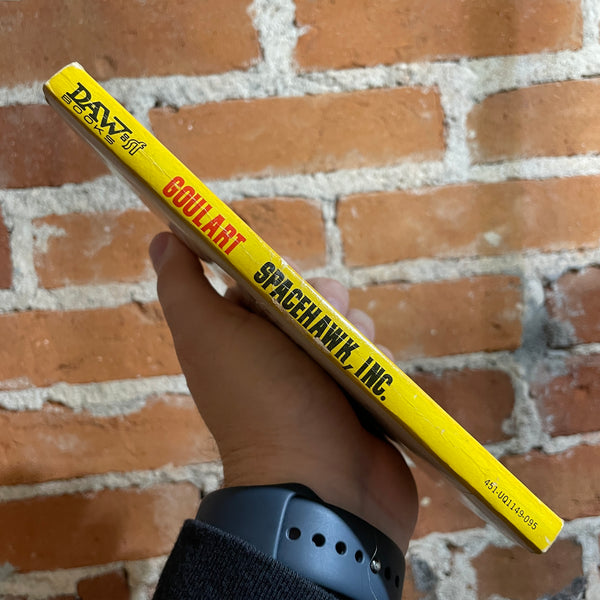 DAW sf
BOOKS
GOULART
SPACEHAWK, INC.
451-UQ1149-095